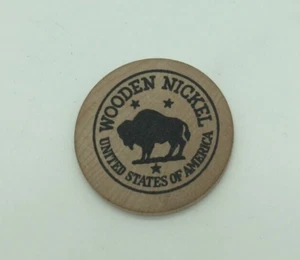 WOODEN NICKEL
UNITED STATES OF AMERICA